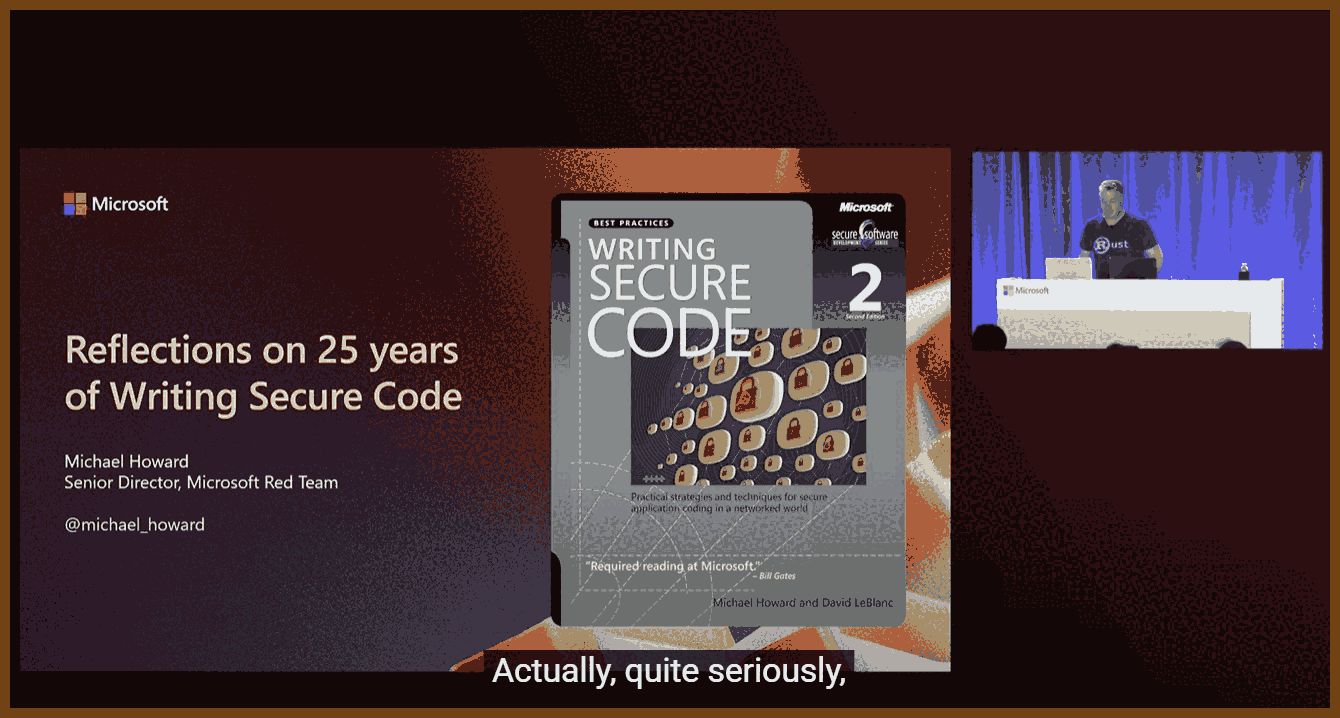 Microsoft
Reflections on 25 years
of Writing Secure Code
Michael Howard
Senior Director, Microsoft Red Team
@michael_howard
BEST PRACTICES
WRITING
SECURE
CODE
Microsoft
secure software
DEVELOPMENT SERIES
2
Second Edition
Practical strategies and techniques for secure
application coding in a networked world
"Required reading at Microsoft."
– Bill Gates
Michael Howard and David LeBlanc
Rust
Microsoft
Actually, quite seriously,